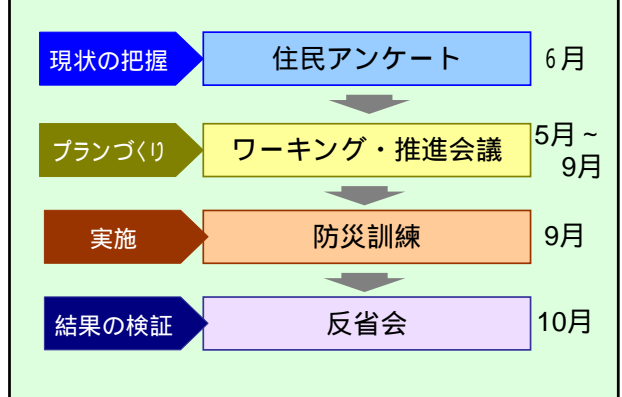 現状の把握 住民アンケート 6月
プランづくり ワーキング・推進会議 5月~
9月
実施 防災訓練 9月
結果の検証 反省会 10月